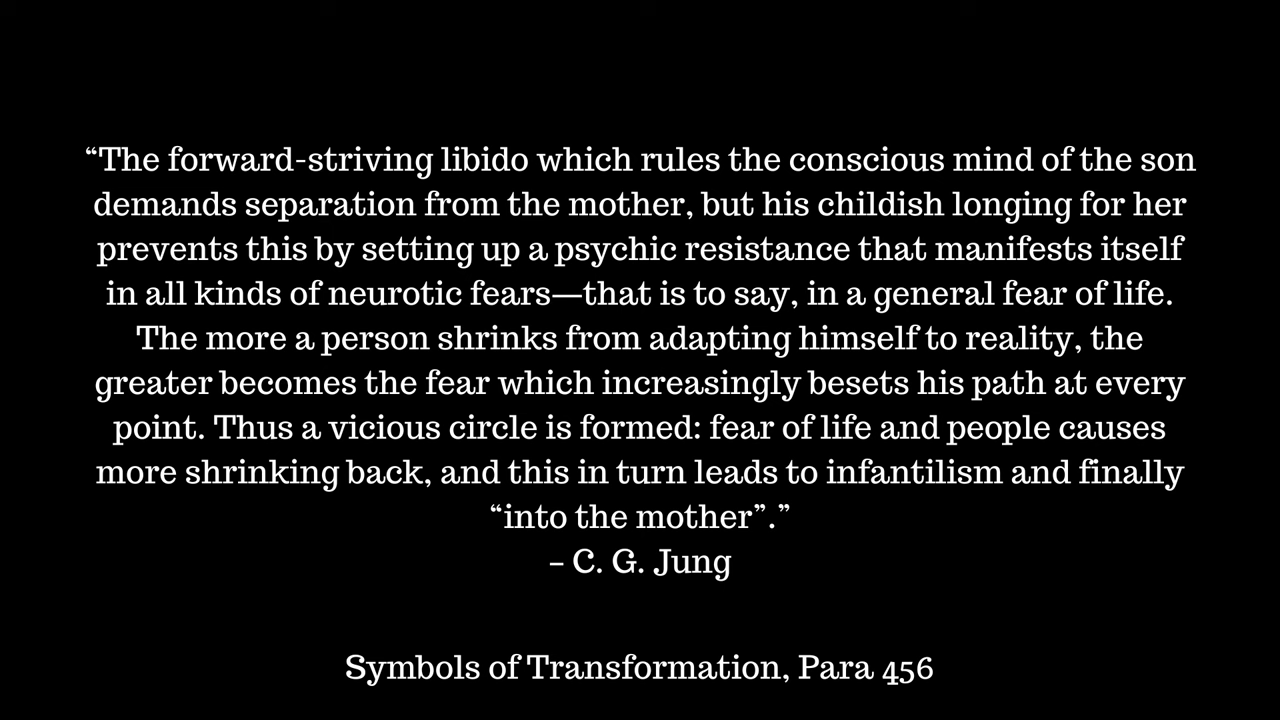 “The forward-striving libido which rules the conscious mind of the son
demands separation from the mother, but his childish longing for her
prevents this by setting up a psychic resistance that manifests itself
in all kinds of neurotic fears—that is to say, in a general fear of life.
The more a person shrinks from adapting himself to reality, the
greater becomes the fear which increasingly besets his path at every
point. Thus a vicious circle is formed: fear of life and people causes
more shrinking back, and this in turn leads to infantilism and finally
“into the mother”.”
– C. G. Jung
Symbols of Transformation, Para 456